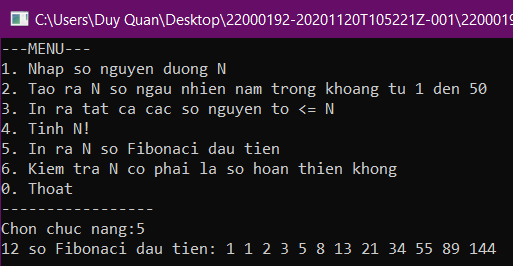 C:\Users\Duy Quan\Desktop\22000192-20201120T105221Z-001\2200019
---MENU---
1. Nhap so nguyen duong N
2. Tao ra N so ngau nhien nam trong khoang tu 1 den 50
3. In ra tat ca cac so nguyen to <= N
4. Tinh N!
5. In ra N so Fibonaci dau tien
6. Kiem tra N co phai la so hoan thien khong
0. Thoat
-----------------
Chon chuc nang:5
12 so Fibonaci dau tien: 1 1 2 3 5 8 13 21 34 55 89 144